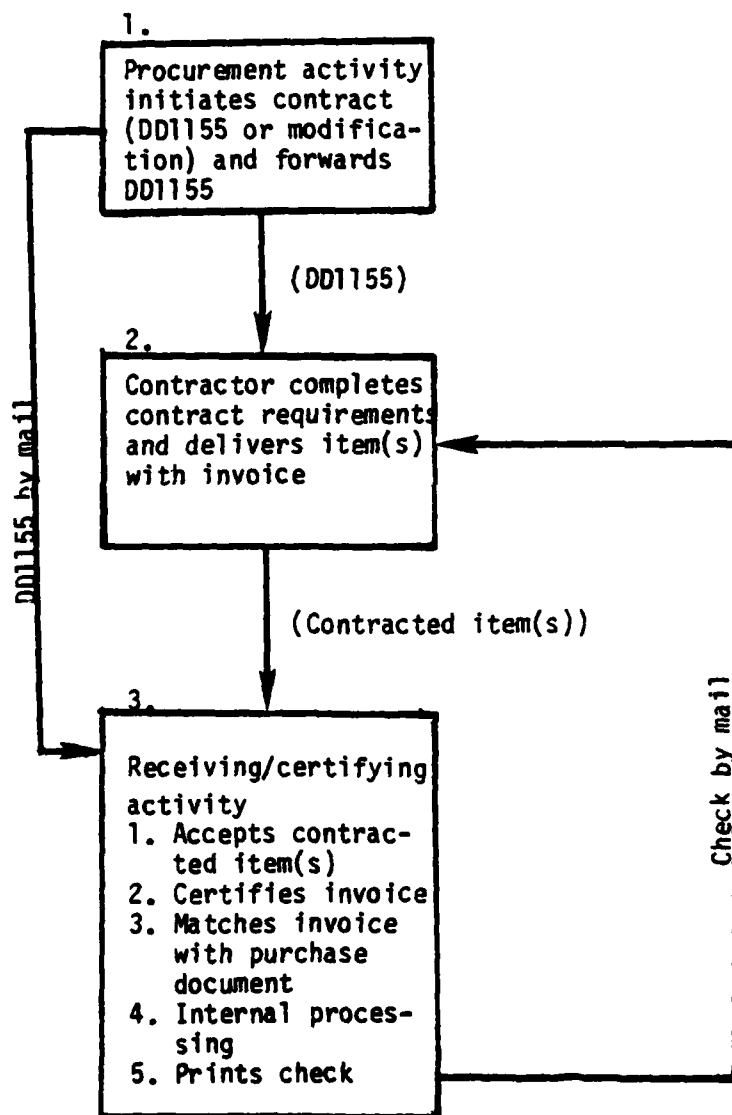 1.
Procurement activity
initiates contract
(DD1155 or modifica-
tion) and forwards
DD1155
(DD1155)
DD1155 by mail
2.
Contractor completes
contract requirements
and delivers item(s)
with invoice
(Contracted item(s))
Check by mail
3.
Receiving/certifying
activity
1. Accepts contrac-
ted item(s)
2. Certifies invoice
3. Matches invoice
with purchase
document
4. Internal proces-
sing
5. Prints check